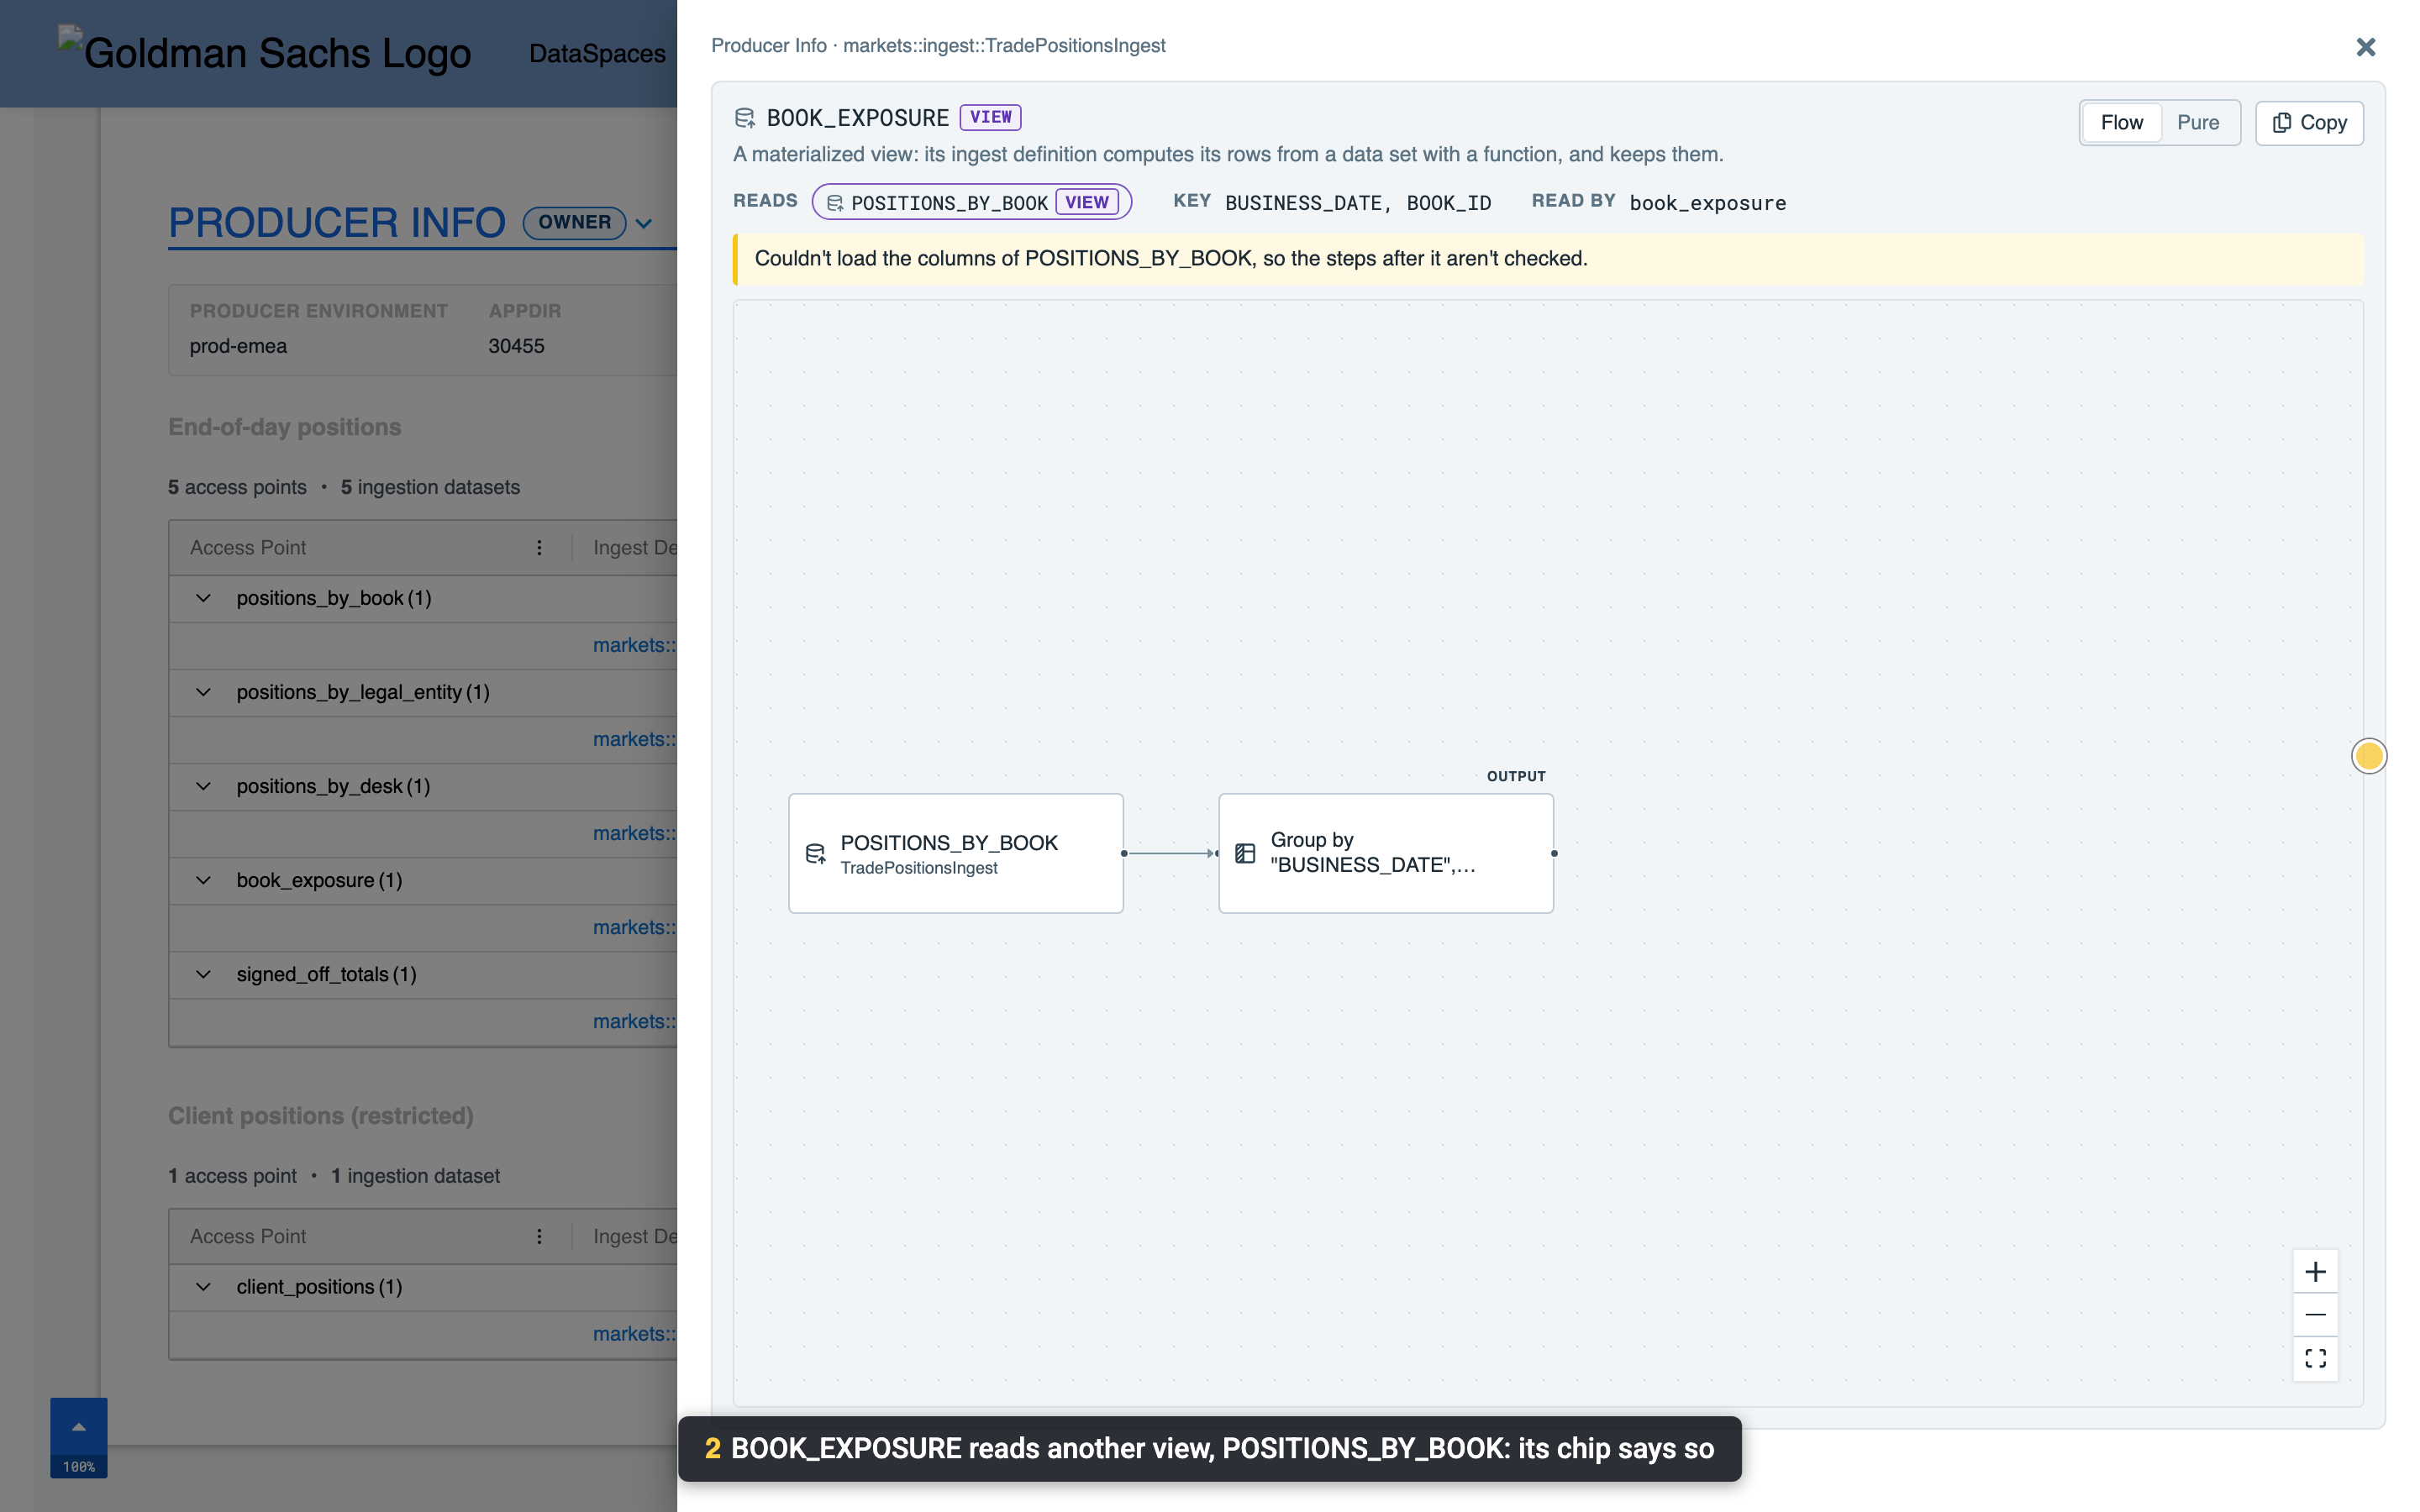 Goldman Sachs Logo
DataSpaces
PRODUCER INFO OWNER
PRODUCER ENVIRONMENT APPDIR
prod-emea 30455
End-of-day positions
5 access points • 5 ingestion datasets
Access Point Ingest De
positions_by_book (1)
markets::
positions_by_legal_entity (1)
markets::
positions_by_desk (1)
markets::
book_exposure (1)
markets::
signed_off_totals (1)
markets::
Client positions (restricted)
1 access point • 1 ingestion dataset
Access Point Ingest De
client_positions (1)
markets::
100%
Producer Info · markets::ingest::TradePositionsIngest
BOOK_EXPOSURE VIEW
Flow Pure Copy
A materialized view: its ingest definition computes its rows from a data set with a function, and keeps them.
READS POSITIONS_BY_BOOK VIEW KEY BUSINESS_DATE, BOOK_ID READ BY book_exposure
Couldn't load the columns of POSITIONS_BY_BOOK, so the steps after it aren't checked.
OUTPUT
POSITIONS_BY_BOOK
TradePositionsIngest
Group by
"BUSINESS_DATE",...
2 BOOK_EXPOSURE reads another view, POSITIONS_BY_BOOK: its chip says so